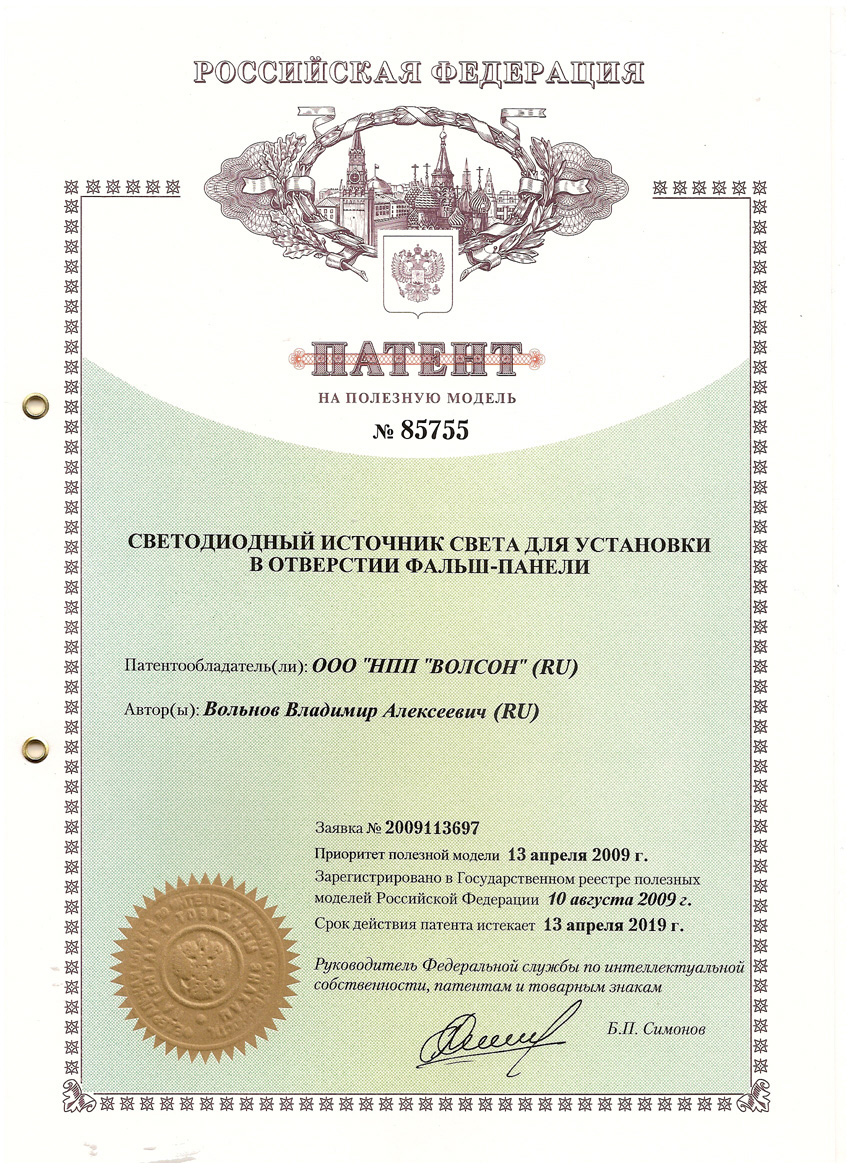 РОССИЙСКАЯ ФЕДЕРАЦИЯ
ПАТЕНТ
НА ПОЛЕЗНУЮ МОДЕЛЬ
№ 85755
СВЕТОДИОДНЫЙ ИСТОЧНИК СВЕТА ДЛЯ УСТАНОВКИ
В ОТВЕРСТИИ ФАЛЬШ-ПАНЕЛИ
Патентообладатель(ли): ООО "НПП "ВОЛСОН" (RU)
Автор(ы): Вольнов Владимир Алексеевич (RU)
Заявка № 2009113697
Приоритет полезной модели 13 апреля 2009 г.
Зарегистрировано в Государственном реестре полезных
моделей Российской Федерации 10 августа 2009 г.
Срок действия патента истекает 13 апреля 2019 г.
Руководитель Федеральной службы по интеллектуальной
собственности, патентам и товарным знакам
Б.П. Симонов